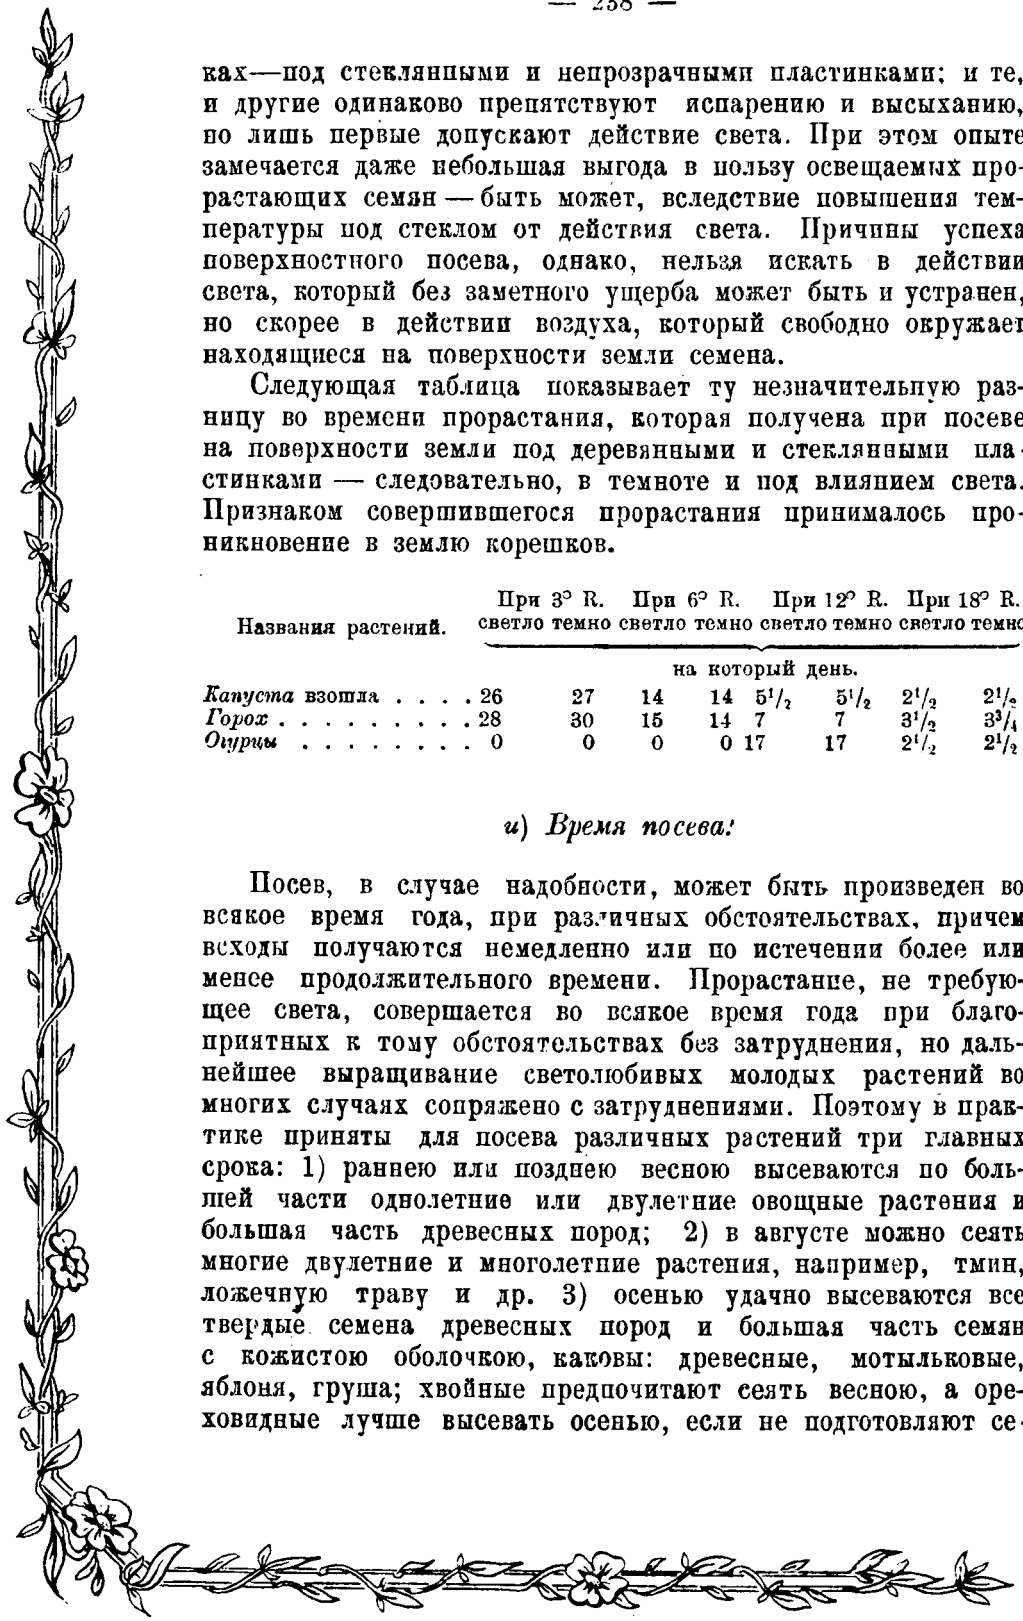 — 258 —
ках—под стеклянными и непрозрачными пластинками; и те,
и другие одинаково препятствуют испарению и высыханию,
но лишь первые допускают действие света. При этом опыте
замечается даже небольшая выгода в пользу освещаемых про-
растающих семян — быть может, вследствие повышения тем-
пературы под стеклом от действия света. Причины успеха
поверхностного посева, однако, нельзя искать в действии
света, который без заметного ущерба может быть и устранен,
но скорее в действии воздуха, который свободно окружает
находящиеся на поверхности земли семена.
Следующая таблица показывает ту незначительную раз-
ницу во времени прорастания, которая получена при посеве
на поверхности земли под деревянными и стеклянными пла-
стинками — следовательно, в темноте и под влиянием света.
Признаком совершившегося прорастания принималось про-
никновение в землю корешков.
При 3° R. При 6° R. При 12° R. При 18° R.
Названия растений. светло темно светло темно светло темно светло темно
на который день.
Капуста взошла . . . . 26 27 14 14 5¹/₂ 5¹/₂ 2¹/₂ 2¹/₂
Горох . . . . . . . . . 28 30 15 14 7 7 3¹/₂ 3³/₄
Огурцы . . . . . . . . 0 0 0 0 17 17 2¹/₂ 2¹/₂
и) Время посева:
Посев, в случае надобности, может быть произведен во
всякое время года, при различных обстоятельствах, причем
всходы получаются немедленно или по истечении более или
менее продолжительного времени. Прорастание, не требую-
щее света, совершается во всякое время года при благо-
приятных к тому обстоятельствах без затруднения, но даль-
нейшее выращивание светолюбивых молодых растений во
многих случаях сопряжено с затруднениями. Поэтому в прак-
тике приняты для посева различных растений три главных
срока: 1) раннею или позднею весною высеваются по боль-
шей части однолетние или двулетние овощные растения и
большая часть древесных пород; 2) в августе можно сеять
многие двулетние и многолетние растения, например, тмин,
ложечную траву и др. 3) осенью удачно высеваются все
твердые семена древесных пород и большая часть семян
с кожистою оболочкою, каковы: древесные, мотыльковые,
яблоня, груша; хвойные предпочитают сеять весною, а оре-
ховидные лучше высевать осенью, если не подготовляют се-